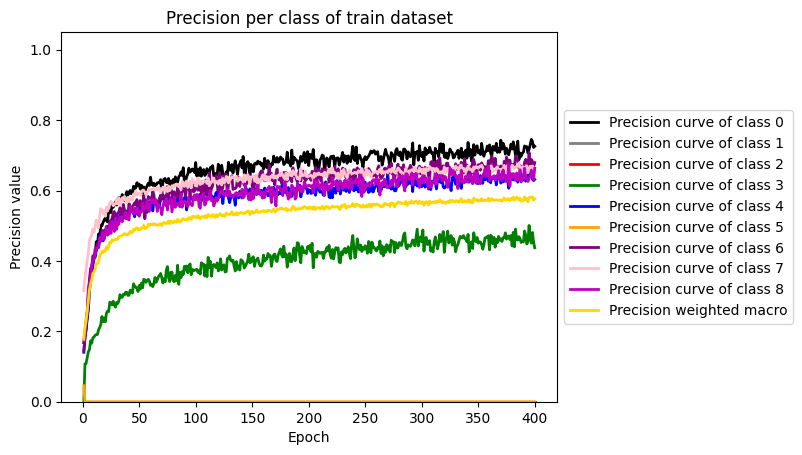 Precision per class of train dataset
Precision value
1.0
0.8
0.6
0.4
0.2
0.0
0 50 100 150 200 250 300 350 400
Epoch
Precision curve of class 0
Precision curve of class 1
Precision curve of class 2
Precision curve of class 3
Precision curve of class 4
Precision curve of class 5
Precision curve of class 6
Precision curve of class 7
Precision curve of class 8
Precision weighted macro